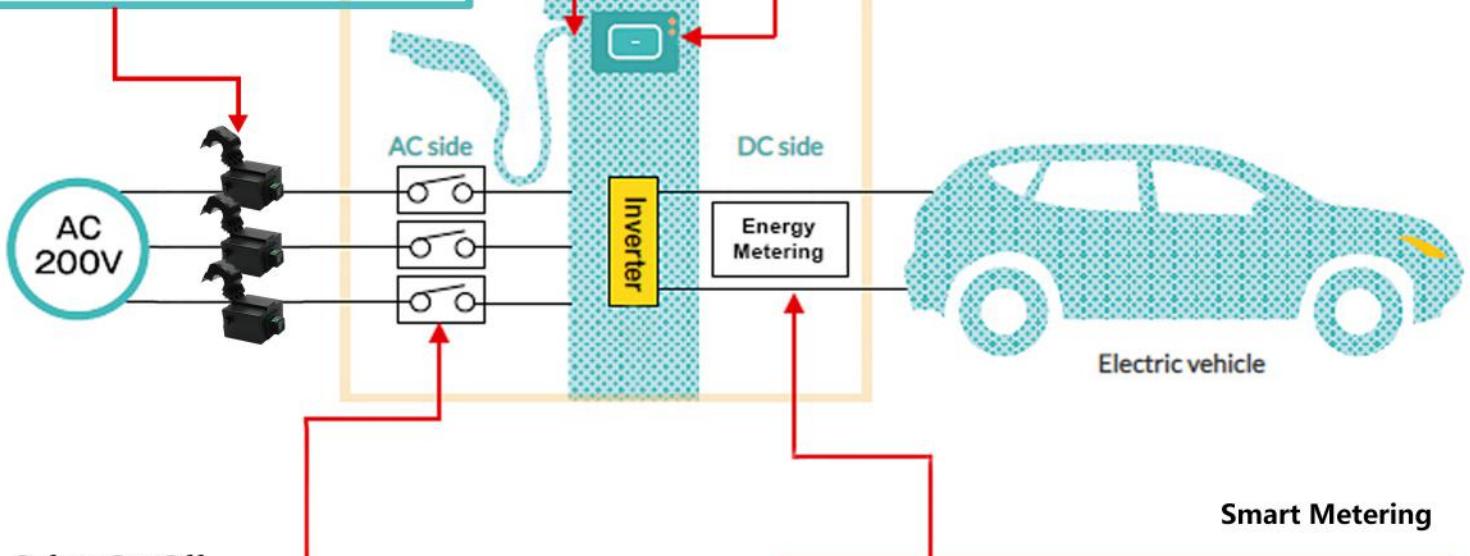 AC side
DC side
AC
200V
Inverter
Energy
Metering
Electric vehicle
Smart Metering